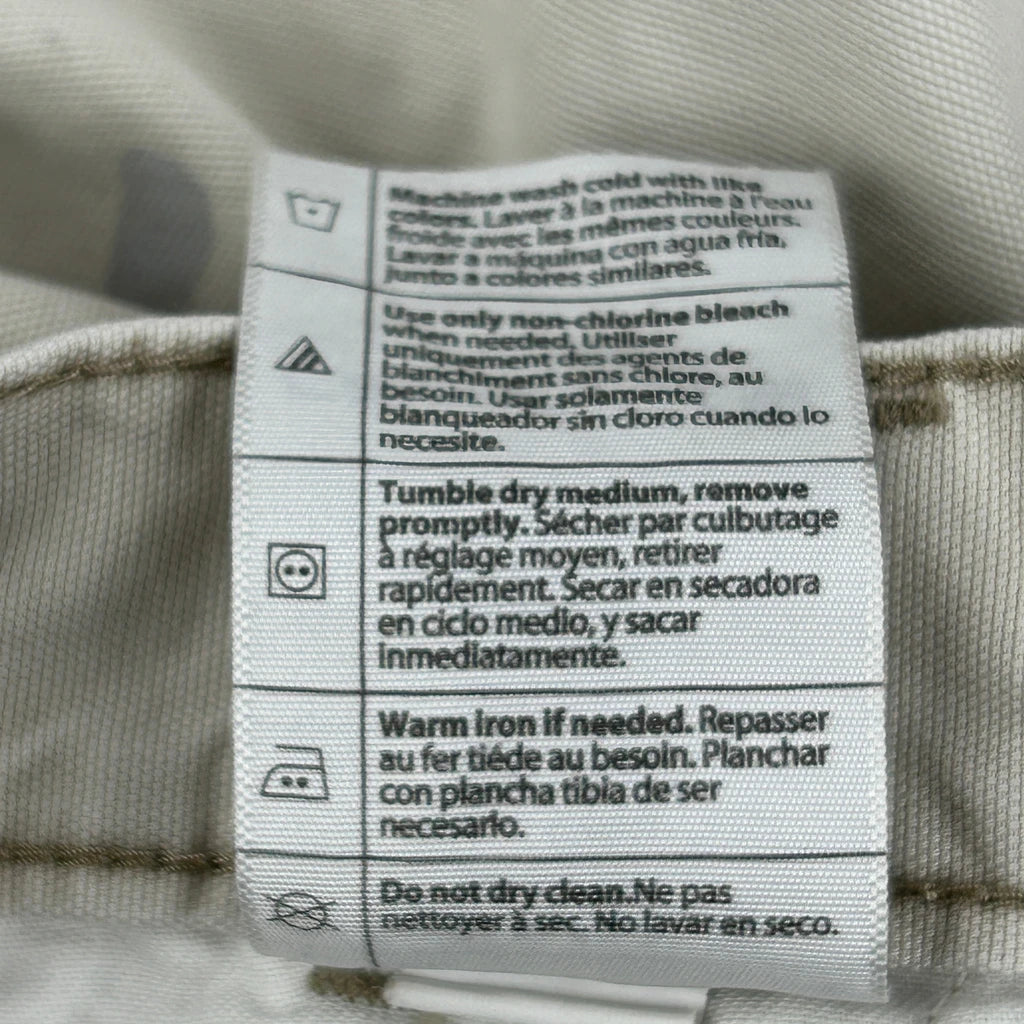 Machine wash cold with like
colors. Laver à la machine à l'eau
froide avec les mêmes couleurs.
Lavar a máquina con agua fría,
junto a colores similares.
Use only non-chlorine bleach
when needed. Utiliser
uniquement des agents de
blanchiment sans chlore, au
besoin. Usar solamente
blanqueador sin cloro cuando lo
necesite.
Tumble dry medium, remove
promptly. Sécher par culbutage
à réglage moyen, retirer
rapidement. Secar en secadora
en ciclo medio, y sacar
inmediatamente.
Warm iron if needed. Repasser
au fer tiéde au besoin. Planchar
con plancha tibia de ser
necesario.
Do not dry clean.Ne pas
nettoyer à sec. No lavar en seco.